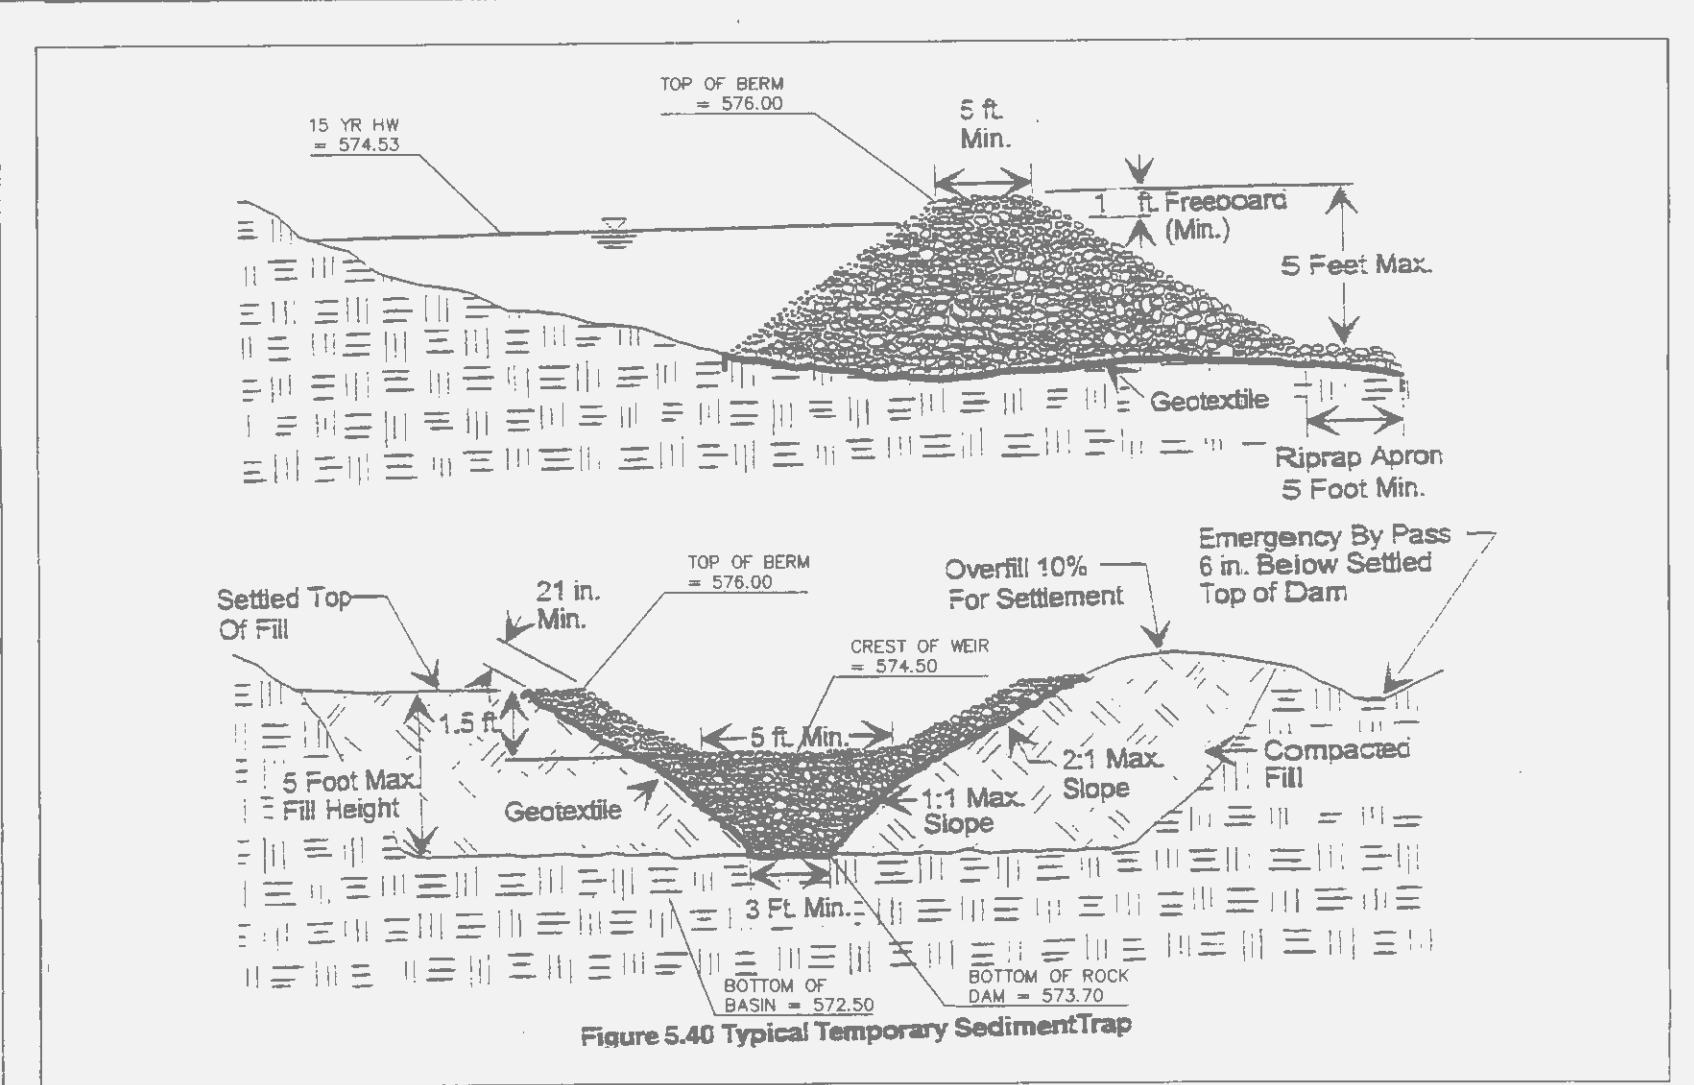 TOP OF BERM
= 576.00
15 YR HW
= 574.53
5 ft.
Min.
1 ft. Freeboard
(Min.)
5 Feet Max.
Geotextile
Riprap Apron
5 Foot Min.
Emergency By Pass
6 in. Below Settled
Top of Dam
Overfill 10%
For Settlement
TOP OF BERM
= 576.00
21 in.
Min.
Settled Top
Of Fill
CREST OF WEIR
= 574.50
1.5 ft.
5 ft. Min.
2:1 Max.
Slope
Compacted
Fill
5 Foot Max.
Fill Height
Geotextile
1:1 Max.
Slope
3 Ft. Min.
BOTTOM OF
BASIN = 572.50
BOTTOM OF ROCK
DAM = 573.70
Figure 5.40 Typical Temporary SedimentTrap